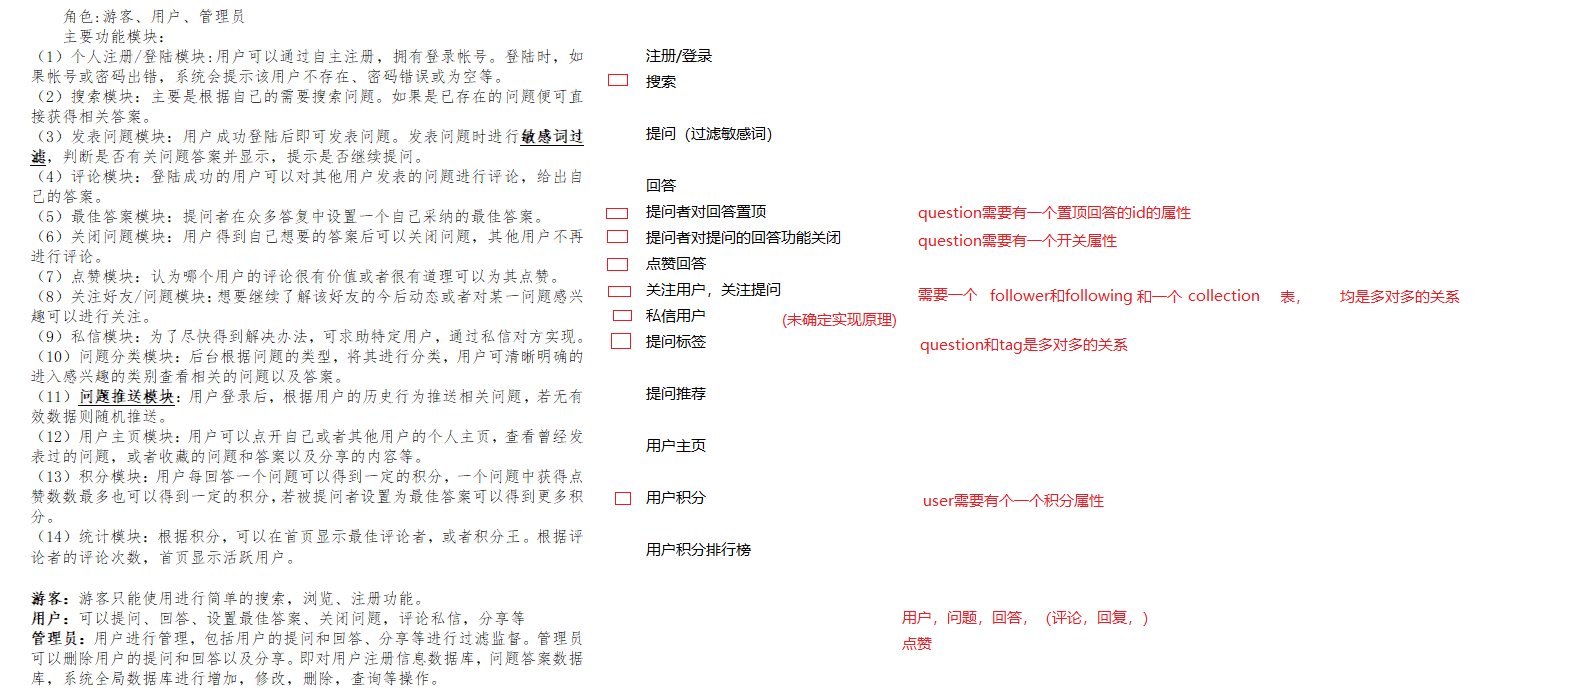 角色:游客、用户、管理员
主要功能模块:
（1）个人注册/登陆模块:用户可以通过自主注册，拥有登录帐号。登陆时，如
果帐号或密码出错，系统会提示该用户不存在、密码错误或为空等。
（2）搜索模块：主要是根据自己的需要搜索问题。如果是已存在的问题便可直
接获得相关答案。
（3）发表问题模块：用户成功登陆后即可发表问题。发表问题时进行敏感词过
滤，判断是否有关问题答案并显示，提示是否继续提问。
（4）评论模块：登陆成功的用户可以对其他用户发表的问题进行评论，给出自
己的答案。
（5）最佳答案模块：提问者在众多答复中设置一个自己采纳的最佳答案。
（6）关闭问题模块：用户得到自己想要的答案后可以关闭问题，其他用户不再
进行评论。
（7）点赞模块：认为哪个用户的评论很有价值或者很有道理可以为其点赞。
（8）关注好友/问题模块:想要继续了解该好友的今后动态或者对某一问题感兴
趣可以进行关注。
（9）私信模块：为了尽快得到解决办法，可求助特定用户，通过私信对方实现。
（10）问题分类模块：后台根据问题的类型，将其进行分类，用户可清晰明确的
进入感兴趣的类别查看相关的问题以及答案。
（11）问题推送模块：用户登录后，根据用户的历史行为推送相关问题，若无有
效数据则随机推送。
（12）用户主页模块：用户可以点开自己或者其他用户的个人主页，查看曾经发
表过的问题，或者收藏的问题和答案以及分享的内容等。
（13）积分模块：用户每回答一个问题可以得到一定的积分，一个问题中获得点
赞数数最多也可以得到一定的积分，若被提问者设置为最佳答案可以得到更多积
分。
（14）统计模块：根据积分，可以在首页显示最佳评论者，或者积分王。根据评
论者的评论次数，首页显示活跃用户。
游客：游客只能使用进行简单的搜索，浏览、注册功能。
用户：可以提问、回答、设置最佳答案、关闭问题，评论私信，分享等
管理员：用户进行管理，包括用户的提问和回答、分享等进行过滤监督。管理员
可以删除用户的提问和回答以及分享。即对用户注册信息数据库，问题答案数据
库，系统全局数据库进行增加，修改，删除，查询等操作。
注册/登录
搜索
提问（过滤敏感词）
回答
提问者对回答置顶
提问者对提问的回答功能关闭
点赞回答
关注用户，关注提问
私信用户
提问标签
提问推荐
用户主页
用户积分
用户积分排行榜
question需要有一个置顶回答的id的属性
question需要有一个开关属性
需要一个 follower和following 和一个 collection 表， 均是多对多的关系
(未确定实现原理)
question和tag是多对多的关系
user需要有个一个积分属性
用户，问题，回答，（评论，回复，）
点赞